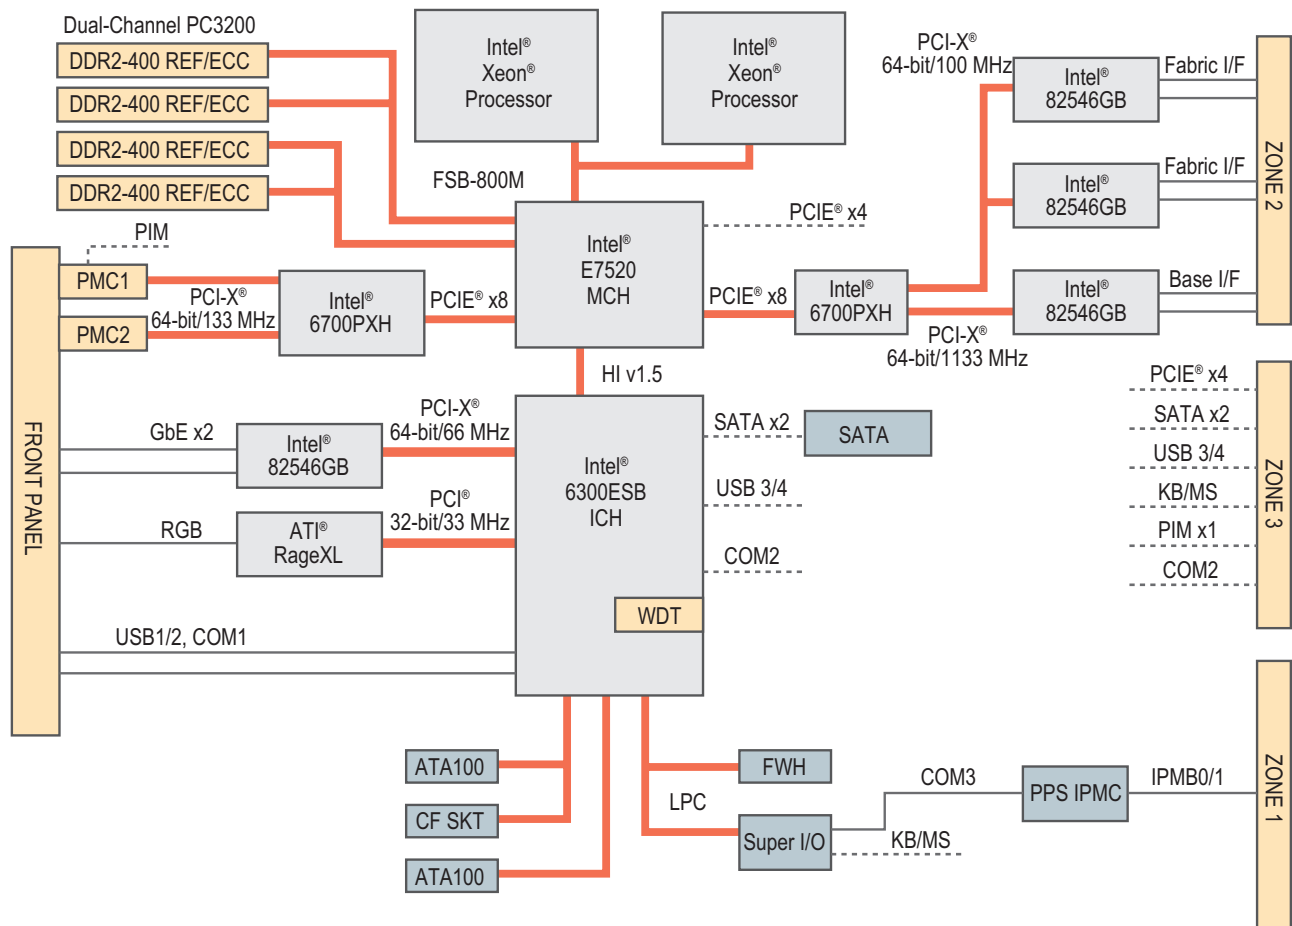 Dual-Channel PC3200
DDR2-400 REF/ECC
DDR2-400 REF/ECC
DDR2-400 REF/ECC
DDR2-400 REF/ECC
Intel®
Xeon®
Processor
Intel®
Xeon®
Processor
FSB-800M
PCI-X®
64-bit/100 MHz
Intel®
82546GB
Fabric I/F
Intel®
82546GB
Fabric I/F
Intel®
82546GB
Base I/F
ZONE 2
PIM
PMC1
PMC2
PCI-X®
64-bit/133 MHz
Intel®
6700PXH
PCIE® x8
Intel®
E7520
MCH
PCIE® x4
PCIE® x8
Intel®
6700PXH
PCI-X®
64-bit/1133 MHz
HI v1.5
FRONT PANEL
GbE x2
Intel®
82546GB
PCI-X®
64-bit/66 MHz
RGB
ATI®
RageXL
PCI®
32-bit/33 MHz
USB1/2, COM1
Intel®
6300ESB
ICH
WDT
SATA x2
SATA
USB 3/4
COM2
PCIE® x4
SATA x2
USB 3/4
KB/MS
PIM x1
COM2
ZONE 3
ATA100
CF SKT
ATA100
FWH
LPC
Super I/O
COM3
KB/MS
PPS IPMC
IPMB0/1
ZONE 1